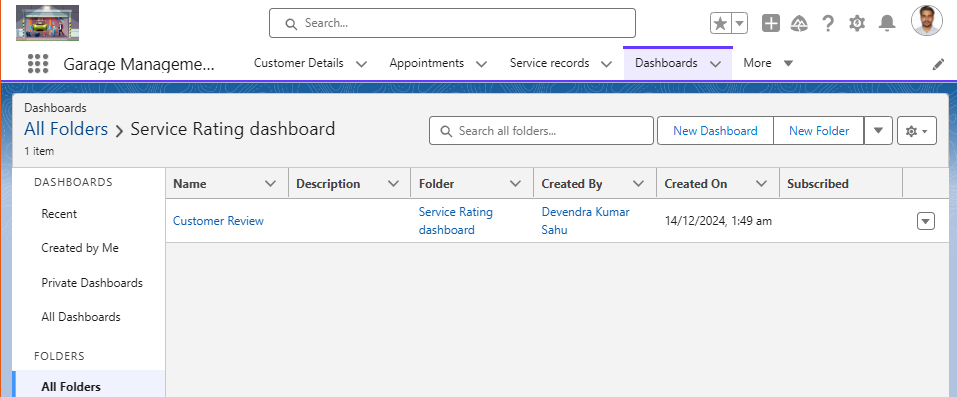 Search...
Garage Manageme...
Customer Details
Appointments
Service records
Dashboards
More
Dashboards
All Folders > Service Rating dashboard
1 item
Search all folders...
New Dashboard
New Folder
DASHBOARDS
Recent
Created by Me
Private Dashboards
All Dashboards
FOLDERS
All Folders
Name
Description
Folder
Created By
Created On
Subscribed
Customer Review
Service Rating
dashboard
Devendra Kumar
Sahu
14/12/2024, 1:49 am